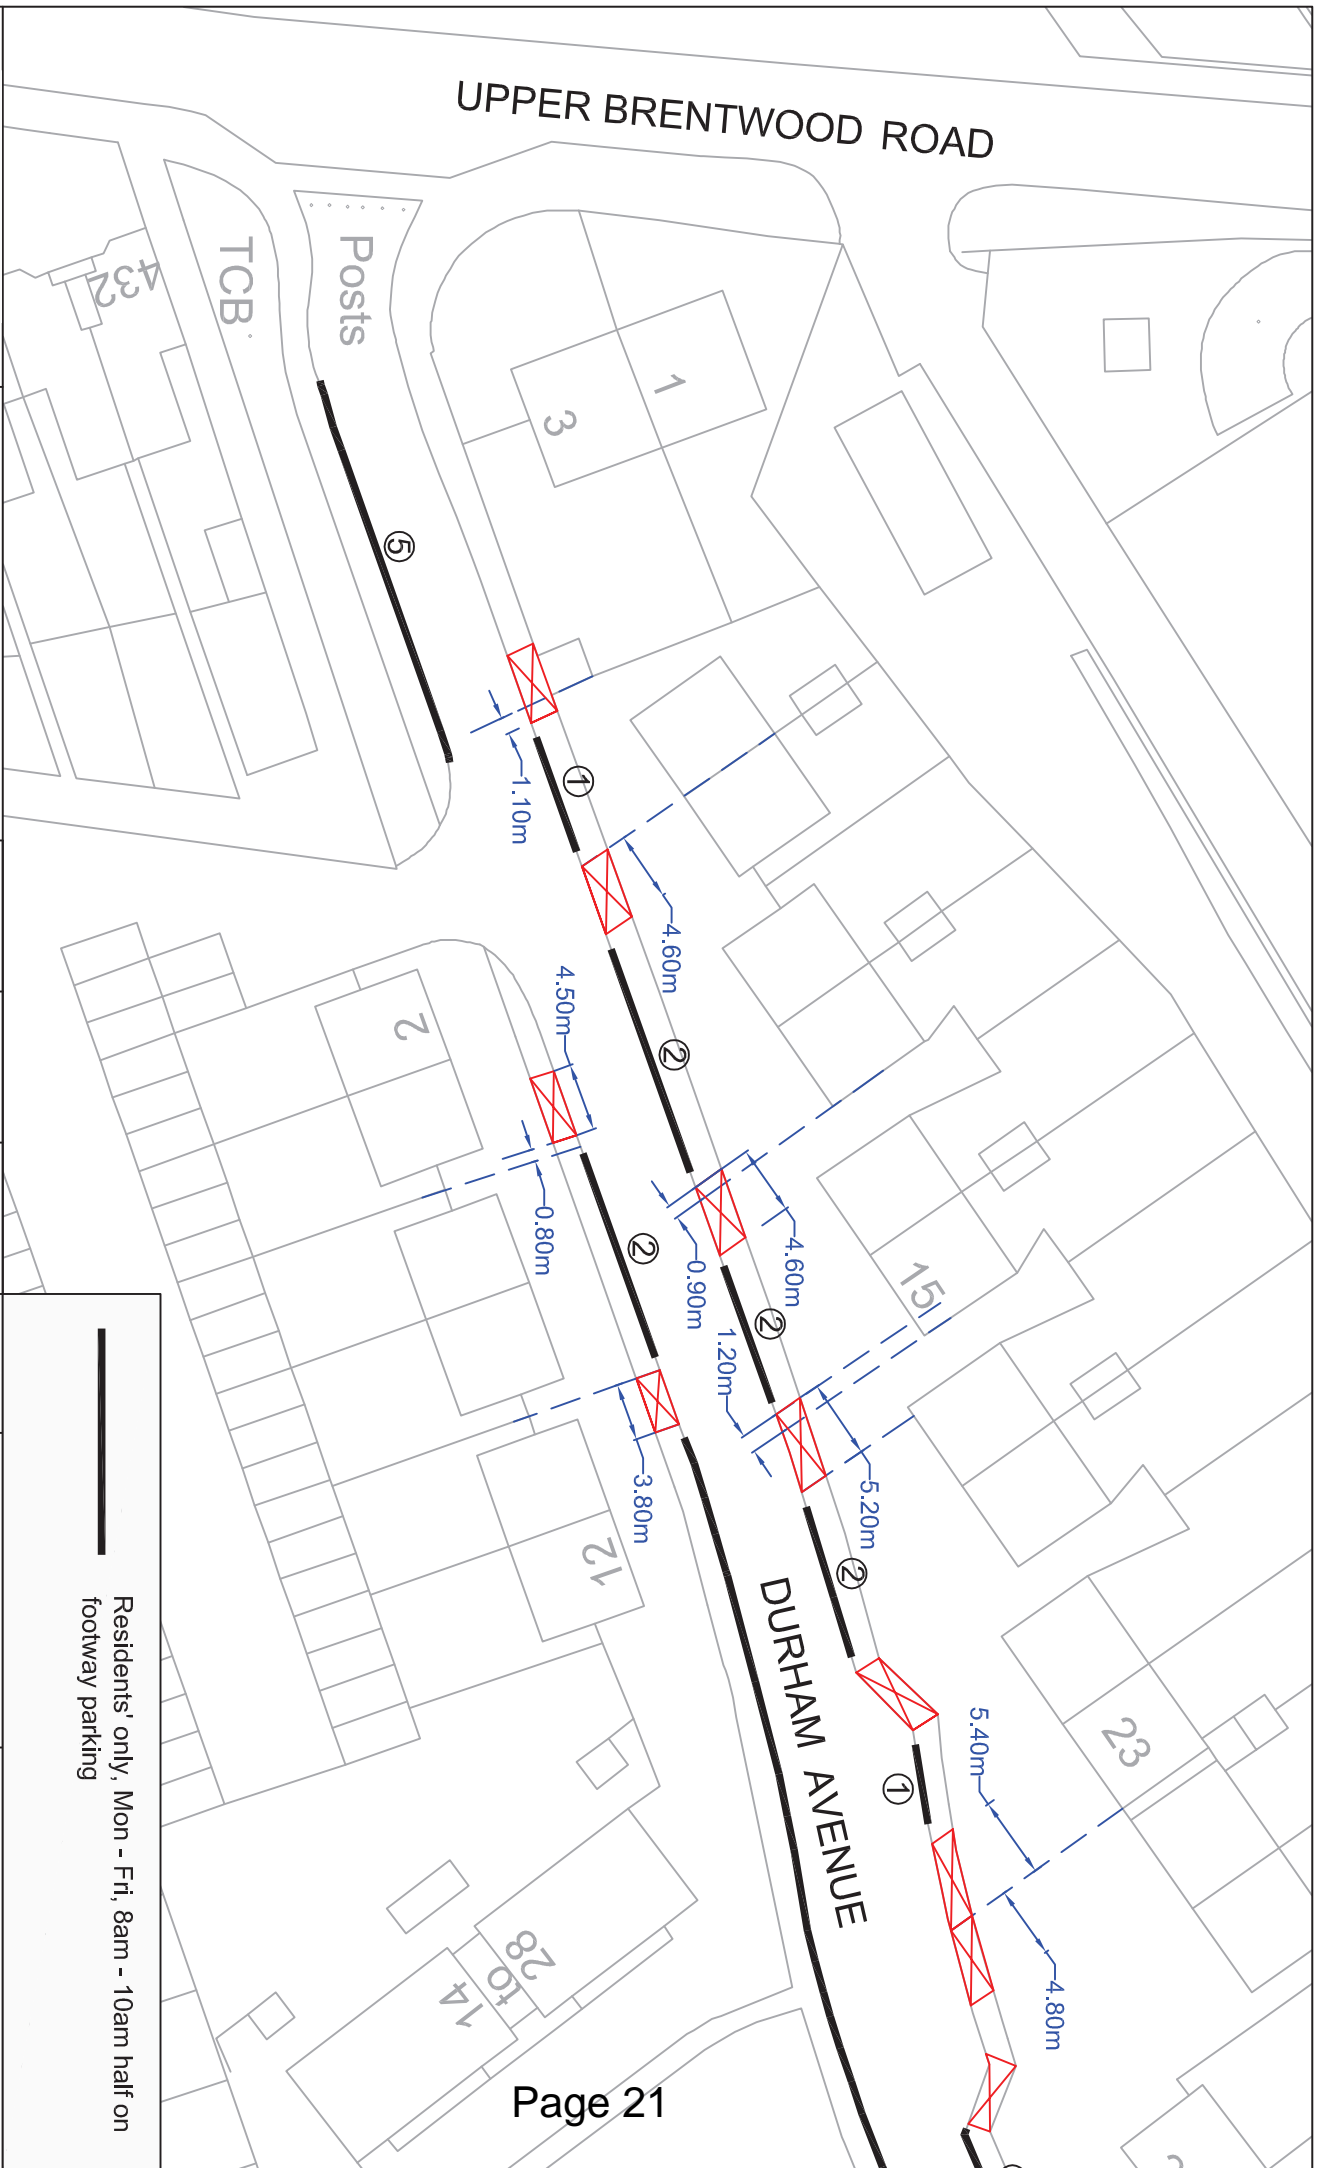 UPPER BRENTWOOD ROAD
432
TCB
Posts
1
3
5
1
1.10m
4.60m
2
2
4.50m
0.80m
2
4.60m
0.90m
2
15
1.20m
5.20m
3.80m
12
2
DURHAM AVENUE
23
5.40m
1
4.80m
28
to
14
Residents' only, Mon - Fri, 8am - 10am half on
footway parking
Page 21